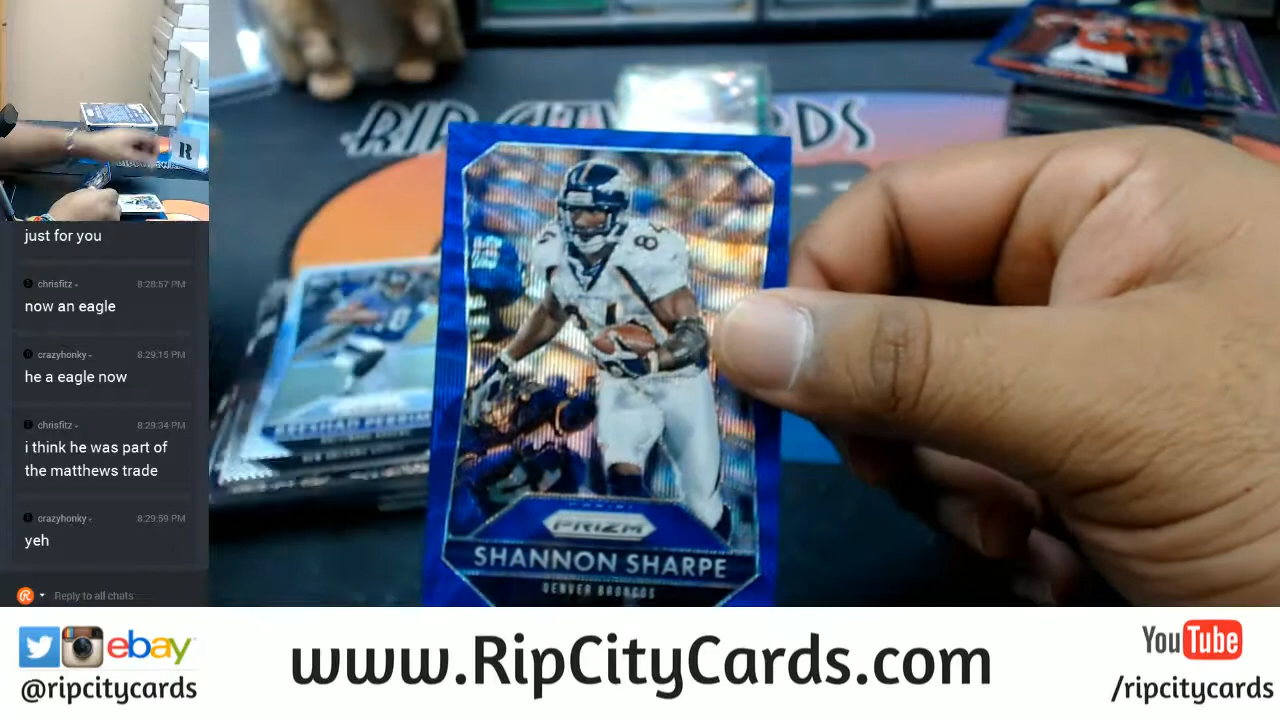 R
just for you
chrisfitz - 8:28:57 PM
now an eagle
crazyhonky - 8:29:15 PM
he a eagle now
chrisfitz - 8:29:34 PM
i think he was part of
the matthews trade
crazyhonky - 8:29:59 PM
yeh
Reply to all chats
RIP CITY CARDS
84
PANINI
PRIZM
SHANNON SHARPE
DENVER BRONCOS
ebay
@ripcitycards
www.RipCityCards.com
YouTube
/ripcitycards